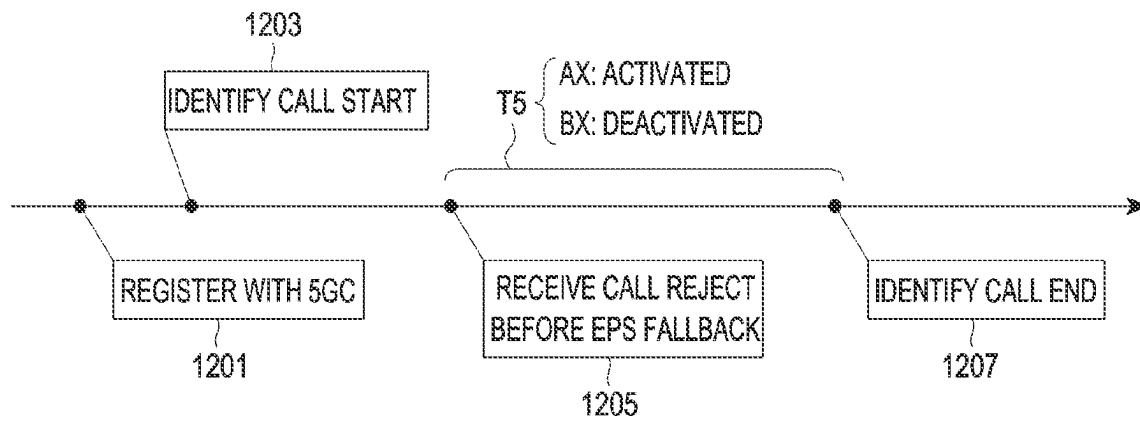 1203
IDENTIFY CALL START
T5
AX: ACTIVATED
BX: DEACTIVATED
REGISTER WITH 5GC
1201
RECEIVE CALL REJECT
BEFORE EPS FALLBACK
1205
IDENTIFY CALL END
1207